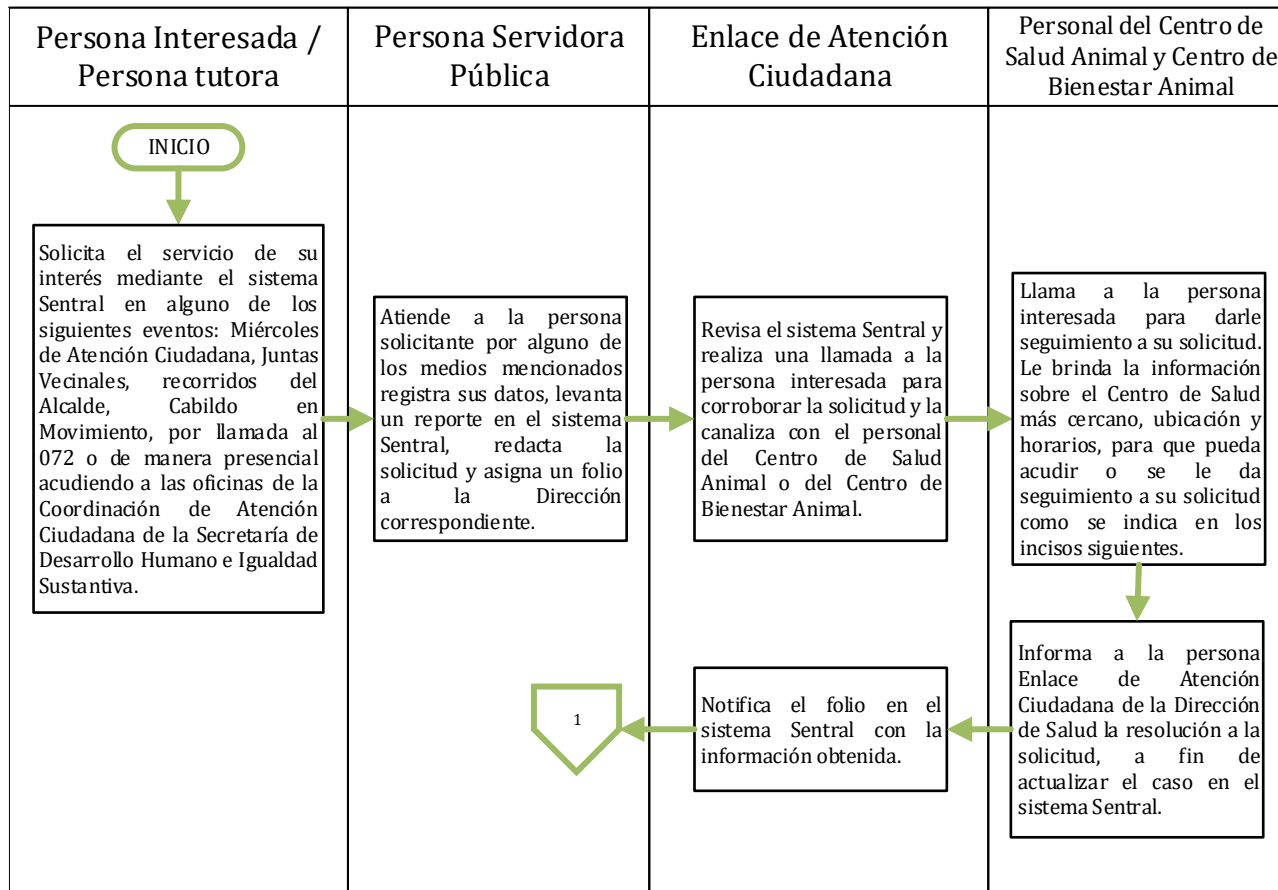 Persona Interesada /
Persona tutora
Persona Servidora
Pública
Enlace de Atención
Ciudadana
Personal del Centro de
Salud Animal y Centro de
Bienestar Animal
INICIO
Solicita el servicio de su
interés mediante el sistema
Sentral en alguno de los
siguientes eventos: Miércoles
de Atención Ciudadana, Juntas
Vecinales, recorridos del
Alcalde, Cabildo en
Movimiento, por llamada al
072 o de manera presencial
acudiendo a las oficinas de la
Coordinación de Atención
Ciudadana de la Secretaría de
Desarrollo Humano e Igualdad
Sustantiva.
Atiende a la persona
solicitante por alguno de
los medios mencionados
registra sus datos, levanta
un reporte en el sistema
Sentral, redacta la
solicitud y asigna un folio
a la Dirección
correspondiente.
Revisa el sistema Sentral y
realiza una llamada a la
persona interesada para
corroborar la solicitud y la
canaliza con el personal
del Centro de Salud
Animal o del Centro de
Bienestar Animal.
Llama a la persona
interesada para darle
seguimiento a su solicitud.
Le brinda la información
sobre el Centro de Salud
más cercano, ubicación y
horarios, para que pueda
acudir o se le da
seguimiento a su solicitud
como se indica en los
incisos siguientes.
Informa a la persona
Enlace de Atención
Ciudadana de la Dirección
de Salud la resolución a la
solicitud, a fin de
actualizar el caso en el
sistema Sentral.
Notifica el folio en el
sistema Sentral con la
información obtenida.
1